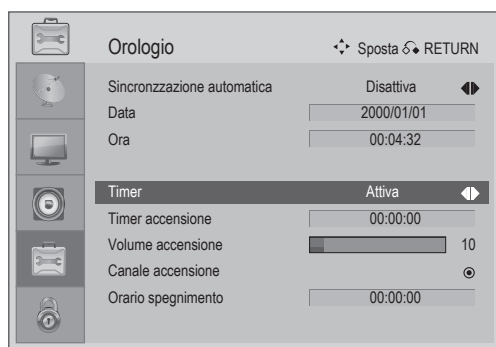 Orologio Sposta RETURN
Sincronzzazione automatica Disattiva
Data 2000/01/01
Ora 00:04:32
Timer Attiva
Timer accensione 00:00:00
Volume accensione 10
Canale accensione
Orario spegnimento 00:00:00